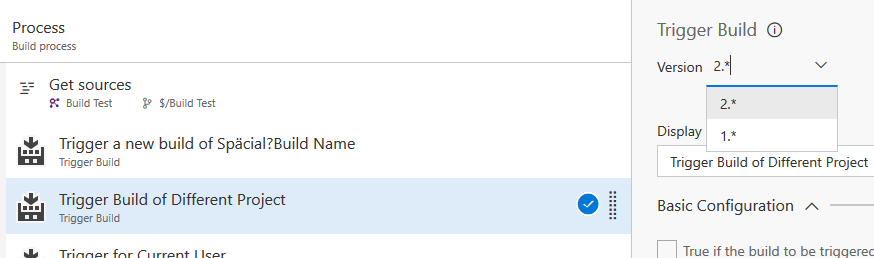 Process
Build process
Get sources
Build Test $/Build Test
Trigger a new build of Späcial?Build Name
Trigger Build
Trigger Build of Different Project
Trigger Build
Trigger for Current User
Trigger Build
Version 2.*
2.*
1.*
Display
Trigger Build of Different Project
Basic Configuration
True if the build to be triggered